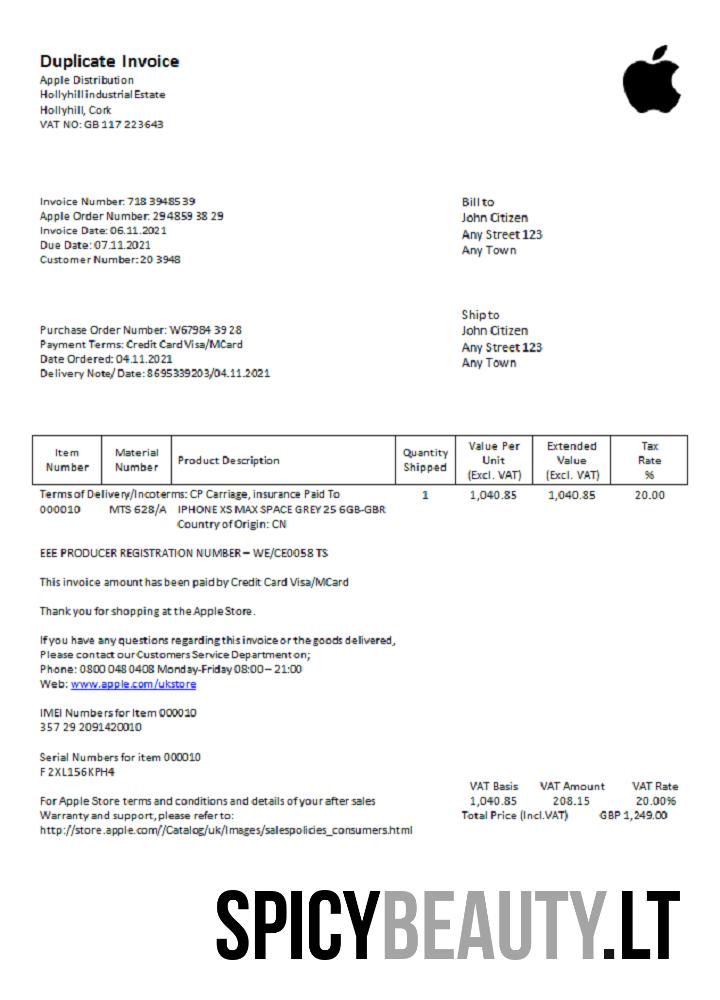 Duplicate Invoice
Apple Distribution
Hollyhill industrial Estate
Hollyhill, Cork
VAT NO: GB 117 223643
Invoice Number: 718 3948539
Apple Order Number: 294859 38 29
Invoice Date: 06.11.2021
Due Date: 07.11.2021
Customer Number: 20 3948
Bill to
John Citizen
Any Street 123
Any Town
Ship to
John Citizen
Any Street 123
Any Town
Purchase Order Number: W67984 39 28
Payment Terms: Credit Card Visa/MCard
Date Ordered: 04.11.2021
Delivery Note/ Date: 8695339203/04.11.2021
Item Number Material Number Product Description Quantity Shipped Value Per Unit (Excl. VAT) Extended Value (Excl. VAT) Tax Rate %
Terms of Delivery/Incoterms: CP Carriage, insurance Paid To 1 1,040.85 1,040.85 20.00
000010 MTS 628/A IPHONE XS MAX SPACE GREY 25 6GB-GBR
Country of Origin: CN
EEE PRODUCER REGISTRATION NUMBER – WE/CE0058 TS
This invoice amount has been paid by Credit Card Visa/MCard
Thank you for shopping at the Apple Store.
If you have any questions regarding this invoice or the goods delivered,
Please contact our Customers Service Department on;
Phone: 0800 048 0408 Monday-Friday 08:00 – 21:00
Web: www.apple.com/ukstore
IMEI Numbers for Item 000010
357 29 2091420010
Serial Numbers for item 000010
F 2XL156KPH4
For Apple Store terms and conditions and details of your after sales
Warranty and support, please refer to:
http://store.apple.com//Catalog/uk/Images/salespolicies_consumers.html
VAT Basis VAT Amount VAT Rate
1,040.85 208.15 20.00%
Total Price (Incl.VAT) GBP 1,249.00
SPICYBEAUTY.LT